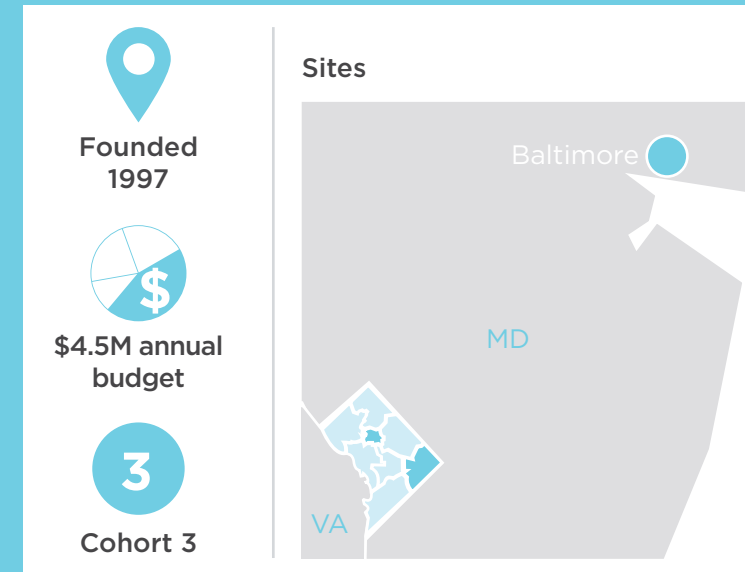 Founded
1997
$
$4.5M annual
budget
3
Cohort 3
Sites
Baltimore
MD
VA